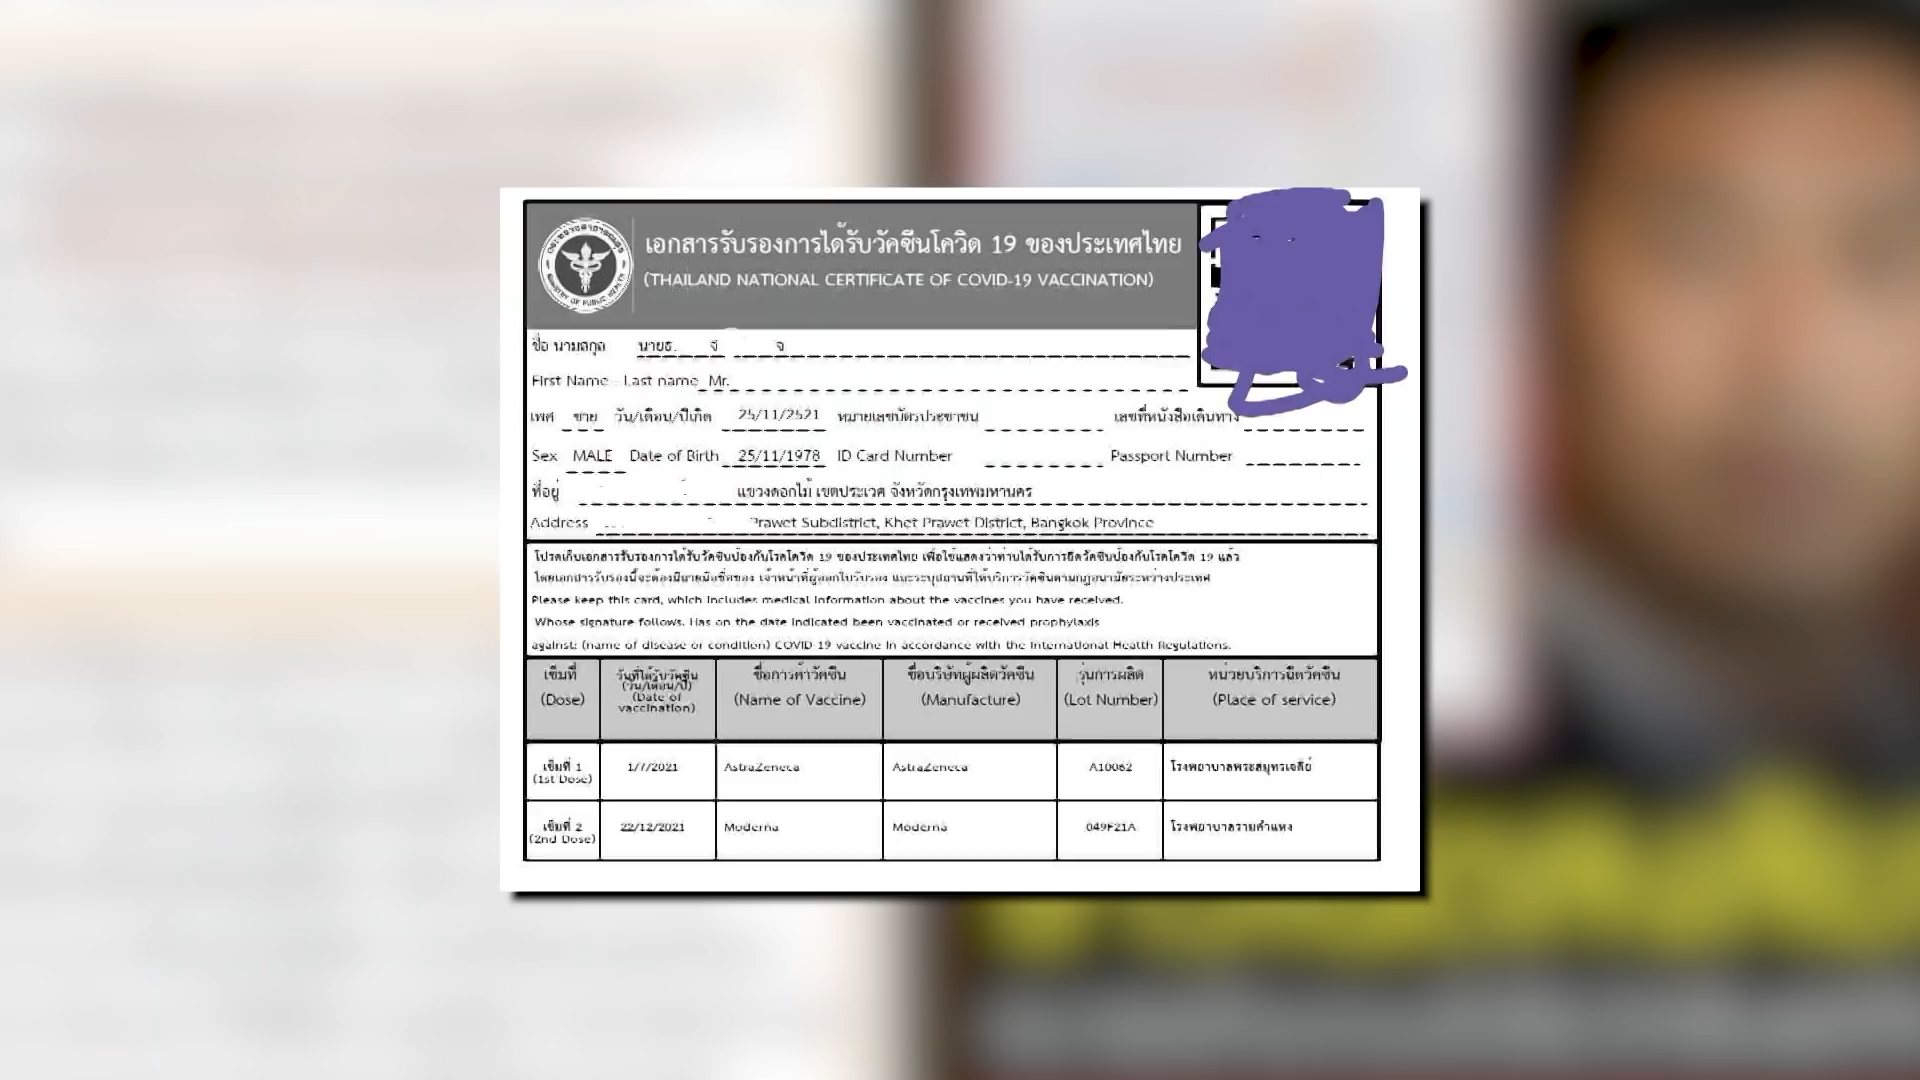 เอกสารรับรองการได้รับวัคซีนโควิด 19 ของประเทศไทย
(THAILAND NATIONAL CERTIFICATE OF COVID-19 VACCINATION)
MINISTRY OF PUBLIC HEALTH
ชื่อ นามสกุล นายธ. จ จ
First Name - Last name Mr.
เพศ ชาย วัน/เดือน/ปีเกิด 25/11/2521 หมายเลขบัตรประชาชน เลขที่หนังสือเดินทาง
Sex MALE Date of Birth 25/11/1978 ID Card Number Passport Number
ที่อยู่ แขวงดอกไม้ เขตประเวศ จังหวัดกรุงเทพมหานคร
Address Prawet Subdistrict, Khet Prawet District, Bangkok Province
โปรดเก็บเอกสารรับรองการได้รับวัคซีนป้องกันโรคโควิด 19 ของประเทศไทย เพื่อใช้แสดงว่าท่านได้รับการฉีดวัคซีนป้องกันโรคโควิด 19 แล้ว
โดยเอกสารรับรองนี้จะต้องมีลายมือชื่อของ เจ้าหน้าที่ผู้ออกใบรับรอง และระบุสถานที่ให้บริการวัคซีนตามกฎอนามัยระหว่างประเทศ
Please keep this card, which includes medical information about the vaccines you have received.
Whose signature follows. Has on the date indicated been vaccinated or received prophylaxis
against: (name of disease or condition) COVID-19 vaccine in accordance with the International Health Regulations.
เข็มที่ (Dose) วันที่ได้รับวัคซีน (วัน/เดือน/ปี) (Date of vaccination) ชื่อการค้าวัคซีน (Name of Vaccine) ชื่อบริษัทผู้ผลิตวัคซีน (Manufacture) รุ่นการผลิต (Lot Number) หน่วยบริการฉีดวัคซีน (Place of service)
เข็มที่ 1 (1st Dose) 1/7/2021 AstraZeneca AstraZeneca A10062 โรงพยาบาลพระสมุทรเจดีย์
เข็มที่ 2 (2nd Dose) 22/12/2021 Moderna Moderna 049F21A โรงพยาบาลรามคำแหง